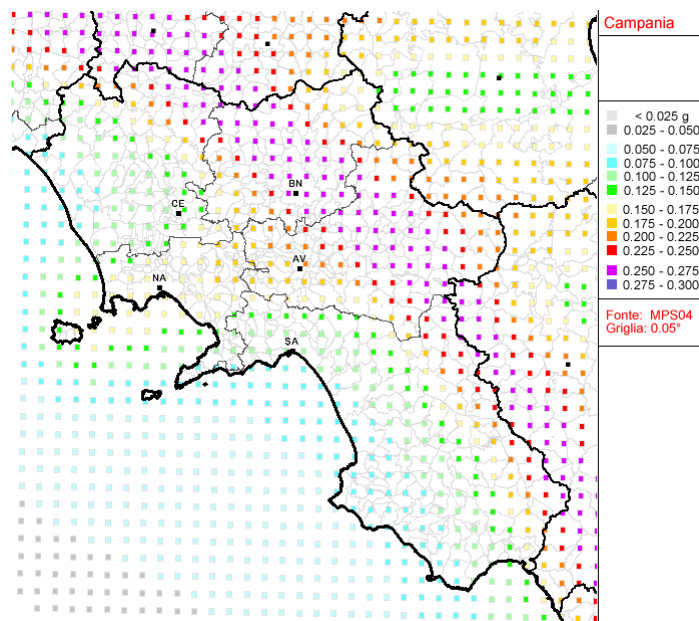 Campania
< 0.025 g
0.025 - 0.050
0.050 - 0.075
0.075 - 0.100
0.100 - 0.125
0.125 - 0.150
0.150 - 0.175
0.175 - 0.200
0.200 - 0.225
0.225 - 0.250
0.250 - 0.275
0.275 - 0.300
Fonte: MPS04
Griglia: 0.05°
BN
CE
AV
NA
SA